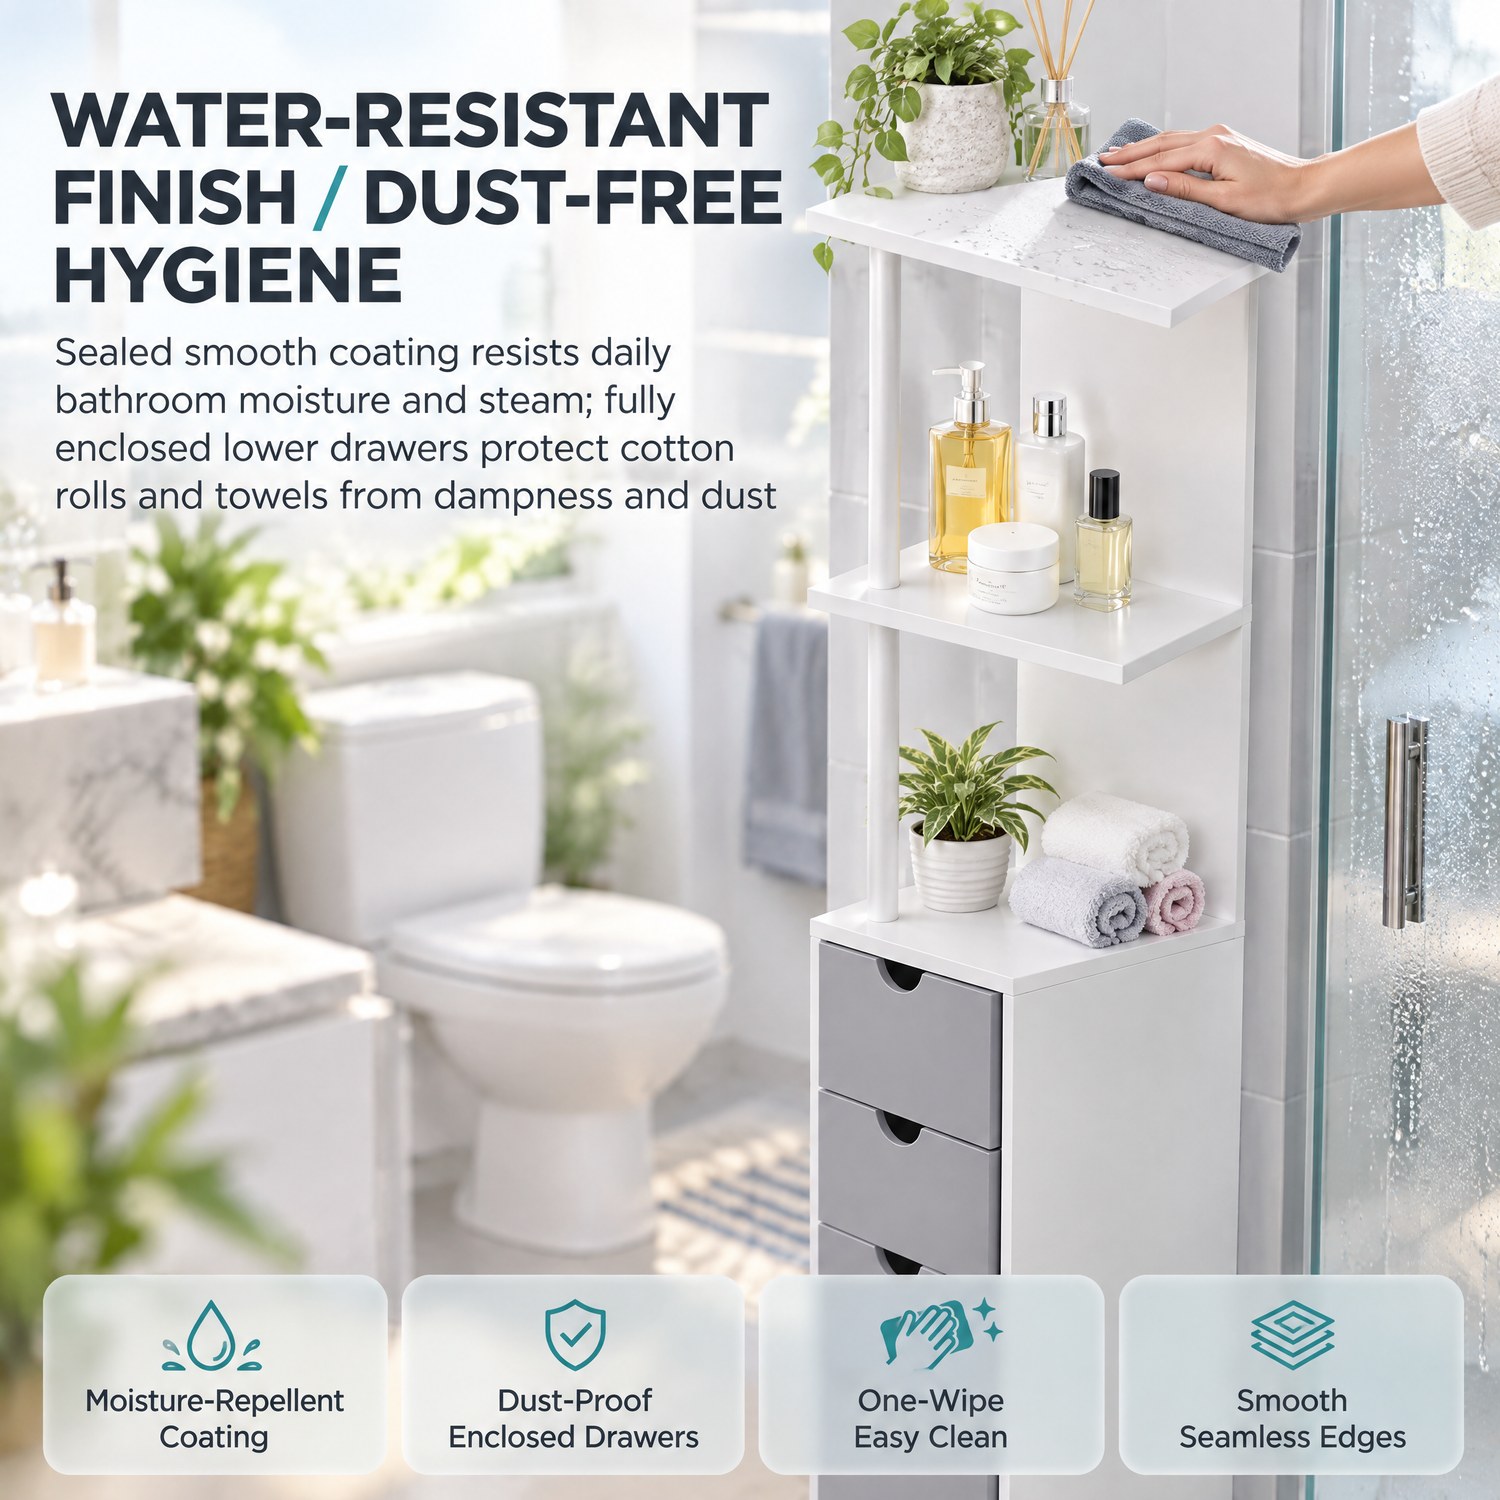 WATER-RESISTANT
FINISH / DUST-FREE
HYGIENE
Sealed smooth coating resists daily
bathroom moisture and steam; fully
enclosed lower drawers protect cotton
rolls and towels from dampness and dust
Moisture-Repellent
Coating
Dust-Proof
Enclosed Drawers
One-Wipe
Easy Clean
Smooth
Seamless Edges